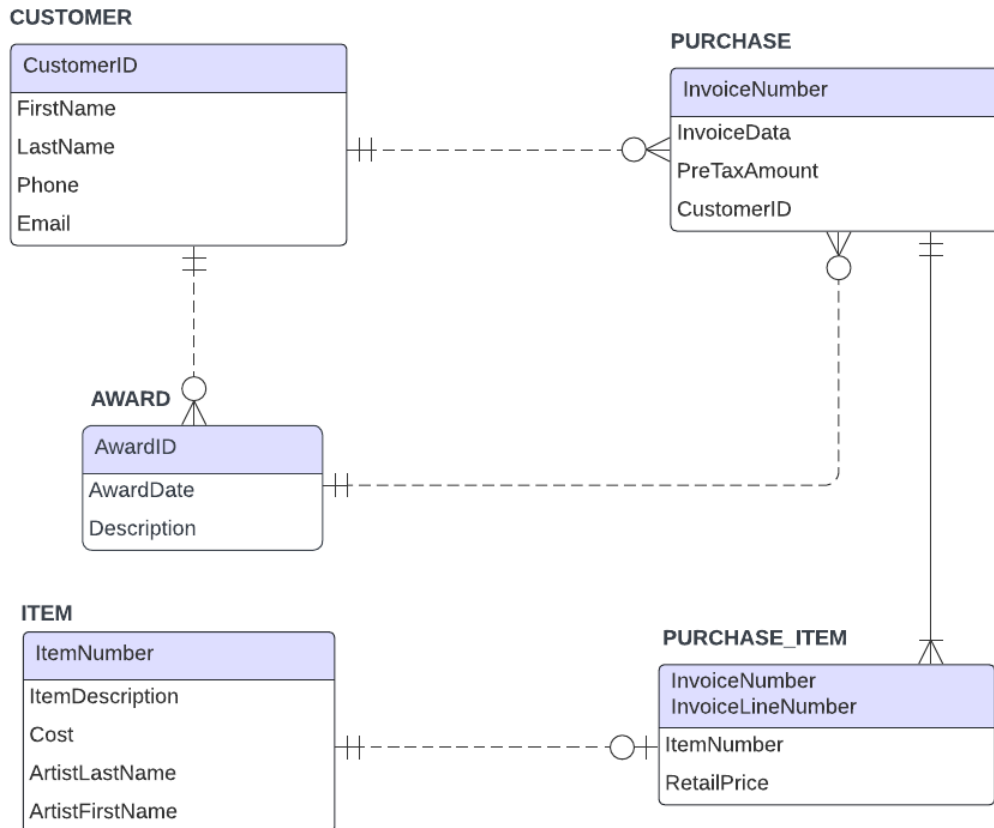 CUSTOMER
CustomerID
FirstName
LastName
Phone
Email
PURCHASE
InvoiceNumber
InvoiceData
PreTaxAmount
CustomerID
AWARD
AwardID
AwardDate
Description
ITEM
ItemNumber
ItemDescription
Cost
ArtistLastName
ArtistFirstName
PURCHASE_ITEM
InvoiceNumber
InvoiceLineNumber
ItemNumber
RetailPrice